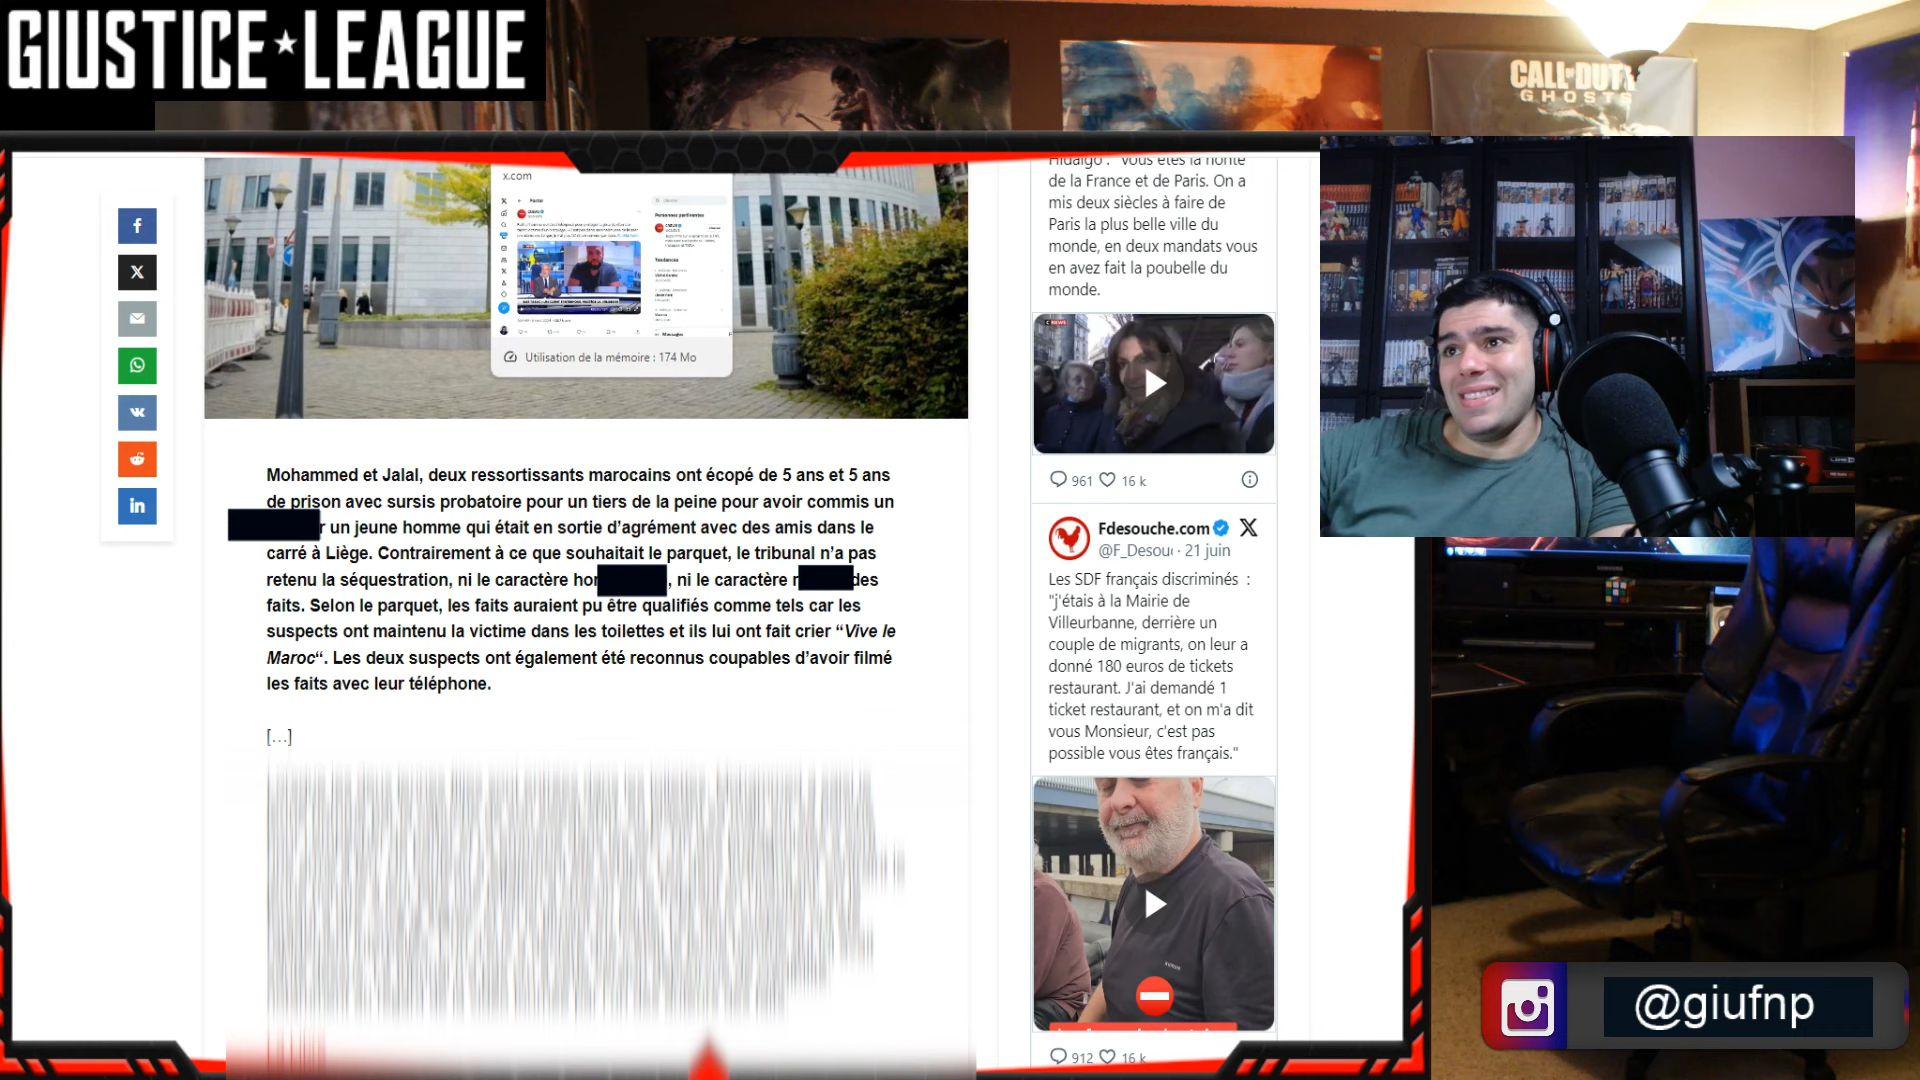 GIUSTICE★LEAGUE
CALL OF DUTY
GHOSTS
x.com
Utilisation de la mémoire : 174 Mo
Mohammed et Jalal, deux ressortissants marocains ont écopé de 5 ans et 5 ans
de prison avec sursis probatoire pour un tiers de la peine pour avoir commis un
r un jeune homme qui était en sortie d’agrément avec des amis dans le
carré à Liège. Contrairement à ce que souhaitait le parquet, le tribunal n’a pas
retenu la séquestration, ni le caractère ho , ni le caractère des
faits. Selon le parquet, les faits auraient pu être qualifiés comme tels car les
suspects ont maintenu la victime dans les toilettes et ils lui ont fait crier “Vive le
Maroc“. Les deux suspects ont également été reconnus coupables d’avoir filmé
les faits avec leur téléphone.
[…]
Hidalgo : "Vous êtes la honte
de la France et de Paris. On a
mis deux siècles à faire de
Paris la plus belle ville du
monde, en deux mandats vous
en avez fait la poubelle du
monde.
CNEWS
961 16 k
Fdesouche.com
@F_Desou · 21 juin
Les SDF français discriminés :
"j'étais à la Mairie de
Villeurbanne, derrière un
couple de migrants, on leur a
donné 180 euros de tickets
restaurant. J'ai demandé 1
ticket restaurant, et on m'a dit
vous Monsieur, c'est pas
possible vous êtes français."
912 16 k
@giufnp